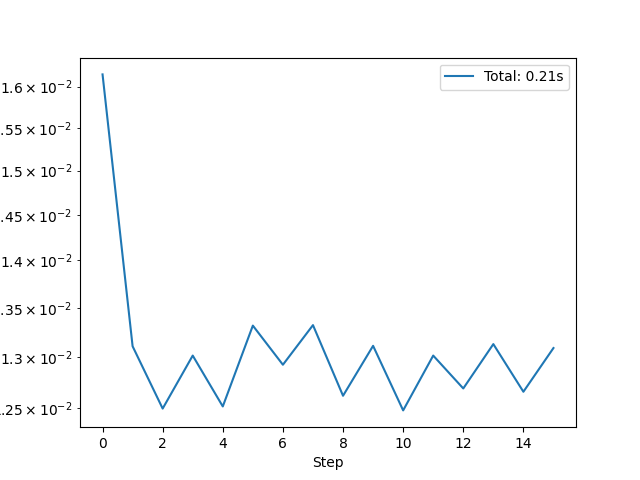 Total: 0.21s
1.6 × 10⁻²
.55 × 10⁻²
1.5 × 10⁻²
.45 × 10⁻²
1.4 × 10⁻²
.35 × 10⁻²
1.3 × 10⁻²
.25 × 10⁻²
0 2 4 6 8 10 12 14
Step